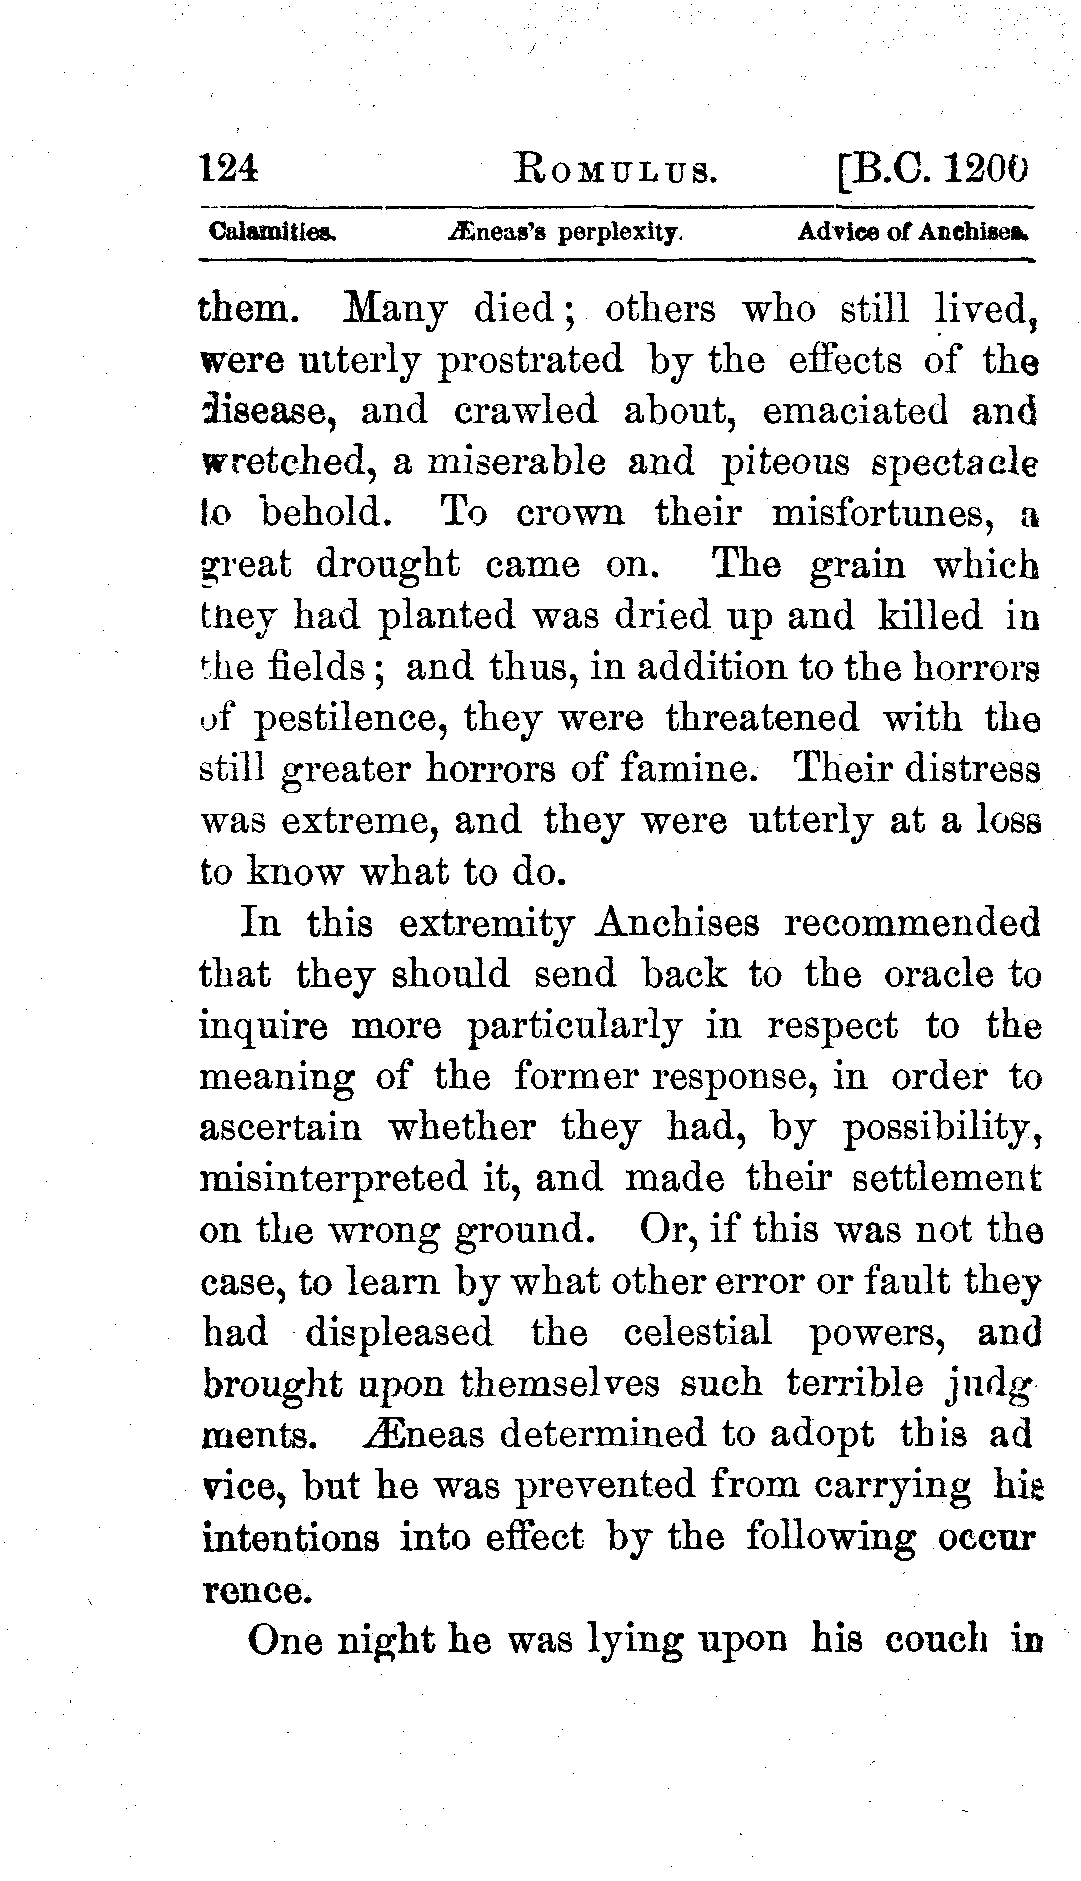 124 ROMULUS. [B.C. 1200
Calamities. Æneas's perplexity. Advice of Anchises.
them. Many died; others who still lived,
were utterly prostrated by the effects of the
disease, and crawled about, emaciated and
wretched, a miserable and piteous spectacle
to behold. To crown their misfortunes, a
great drought came on. The grain which
they had planted was dried up and killed in
the fields; and thus, in addition to the horrors
of pestilence, they were threatened with the
still greater horrors of famine. Their distress
was extreme, and they were utterly at a loss
to know what to do.
In this extremity Anchises recommended
that they should send back to the oracle to
inquire more particularly in respect to the
meaning of the former response, in order to
ascertain whether they had, by possibility,
misinterpreted it, and made their settlement
on the wrong ground. Or, if this was not the
case, to learn by what other error or fault they
had displeased the celestial powers, and
brought upon themselves such terrible judg
ments. Æneas determined to adopt this ad
vice, but he was prevented from carrying his
intentions into effect by the following occur
rence.
One night he was lying upon his couch in